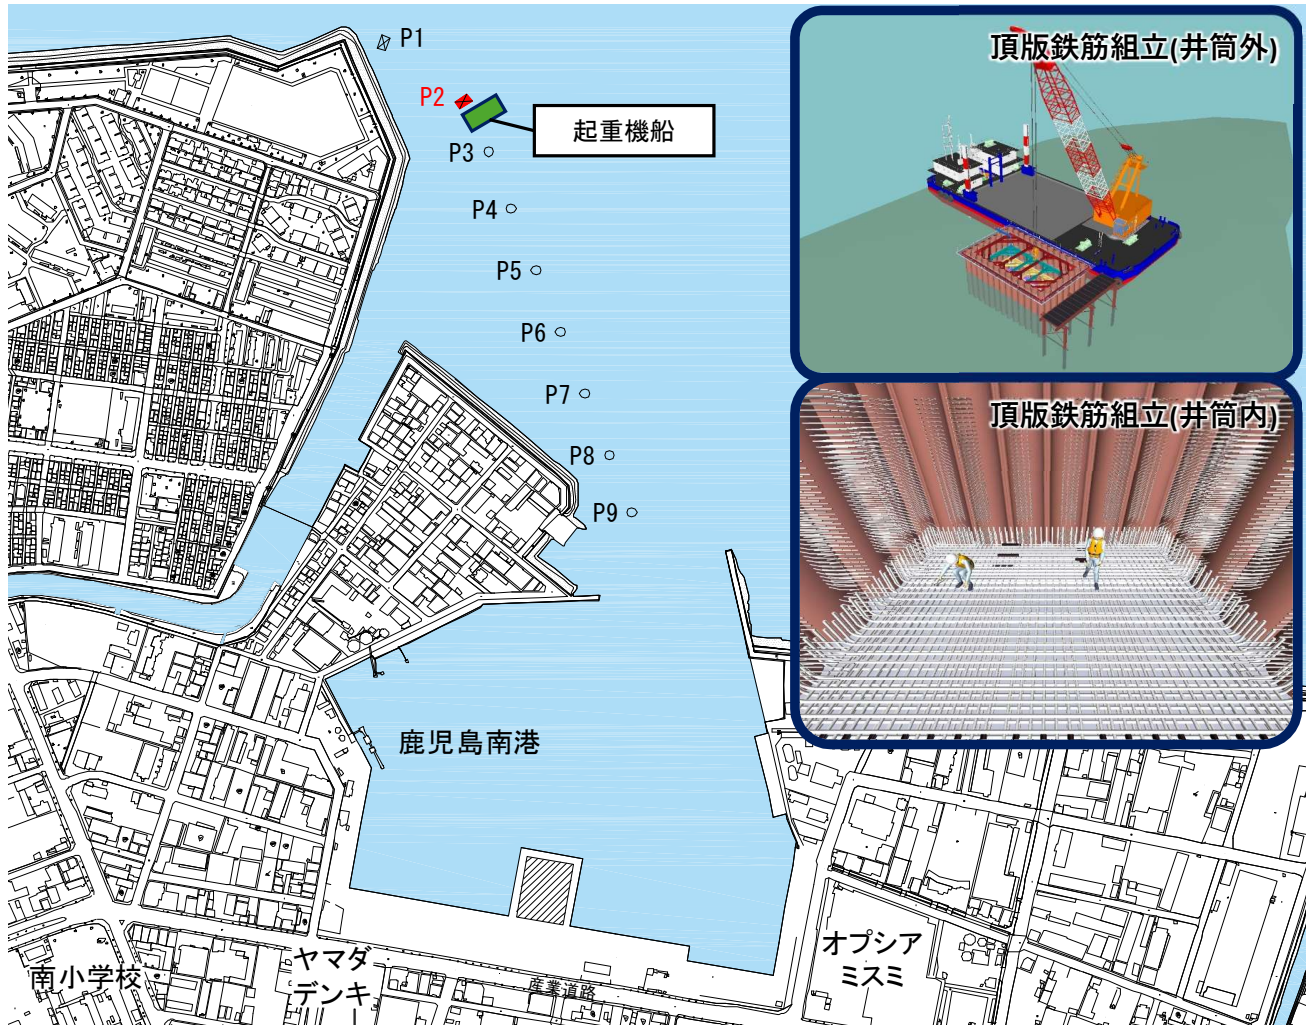 P1
頂版鉄筋組立(井筒外)
P2
起重機船
P3
P4
P5
P6
P7
頂版鉄筋組立(井筒内)
P8
P9
鹿児島南港
オプシア
ミスミ
ヤマダ
デンキ
南小学校
産業道路